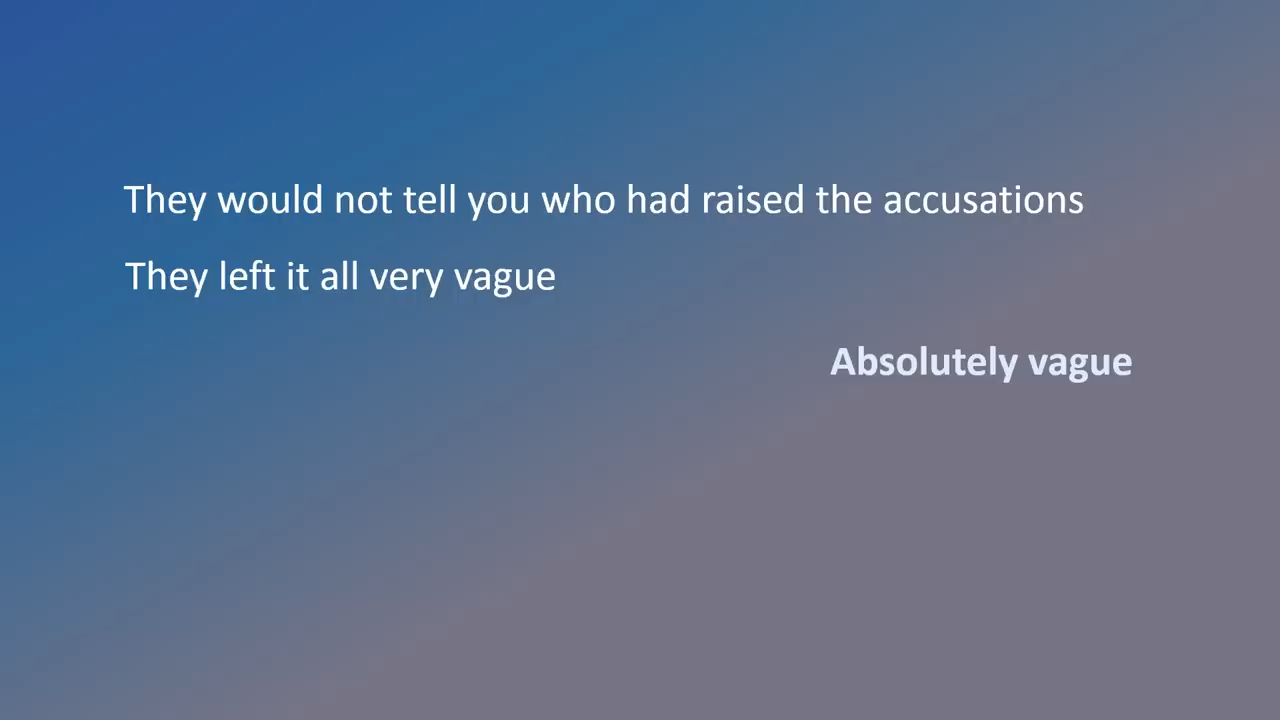 They would not tell you who had raised the accusations
They left it all very vague
Absolutely vague